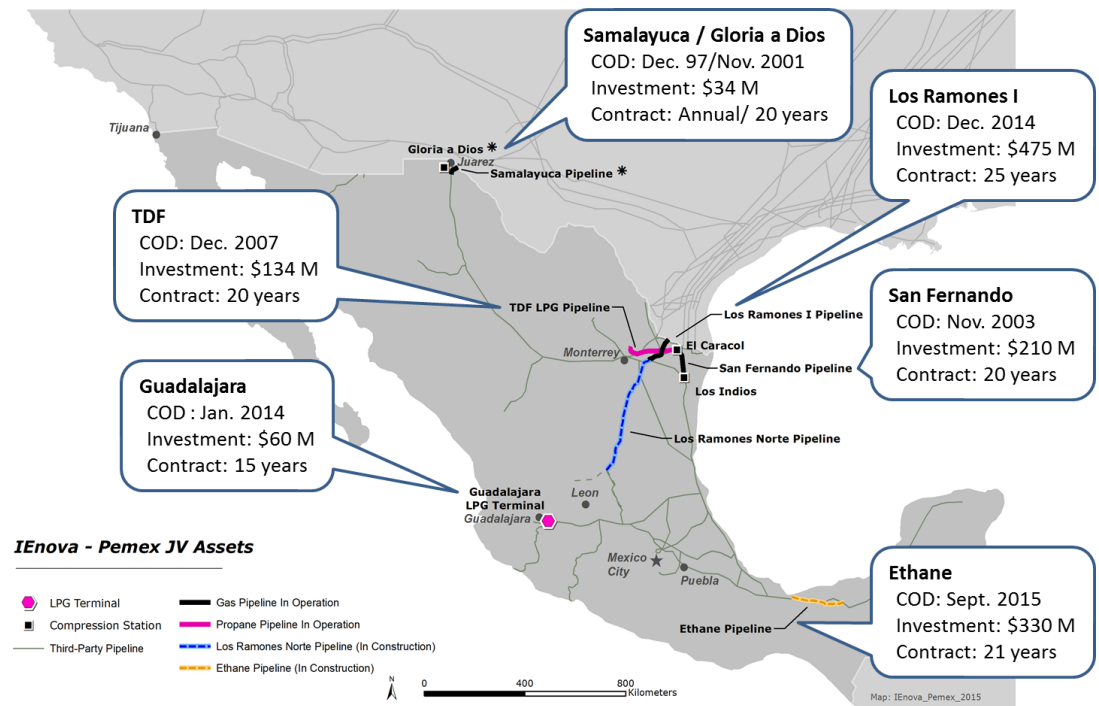 Samalayuca / Gloria a Dios
COD: Dec. 97/Nov. 2001
Investment: $34 M
Contract: Annual/ 20 years
Los Ramones I
COD: Dec. 2014
Investment: $475 M
Contract: 25 years
Tijuana
Gloria a Dios *
Juarez
Samalayuca Pipeline *
TDF
COD: Dec. 2007
Investment: $134 M
Contract: 20 years
San Fernando
COD: Nov. 2003
Investment: $210 M
Contract: 20 years
TDF LPG Pipeline
Los Ramones I Pipeline
El Caracol
Monterrey
San Fernando Pipeline
Los Indios
Guadalajara
COD : Jan. 2014
Investment: $60 M
Contract: 15 years
Los Ramones Norte Pipeline
Guadalajara
LPG Terminal
Guadalajara
Leon
Mexico
City
Puebla
Ethane Pipeline
Ethane
COD: Sept. 2015
Investment: $330 M
Contract: 21 years
IEnova - Pemex JV Assets
LPG Terminal
Compression Station
Third-Party Pipeline
Gas Pipeline In Operation
Propane Pipeline In Operation
Los Ramones Norte Pipeline (In Construction)
Ethane Pipeline (In Construction)
N
0 400 800
Kilometers
Map: IEnova_Pemex_2015